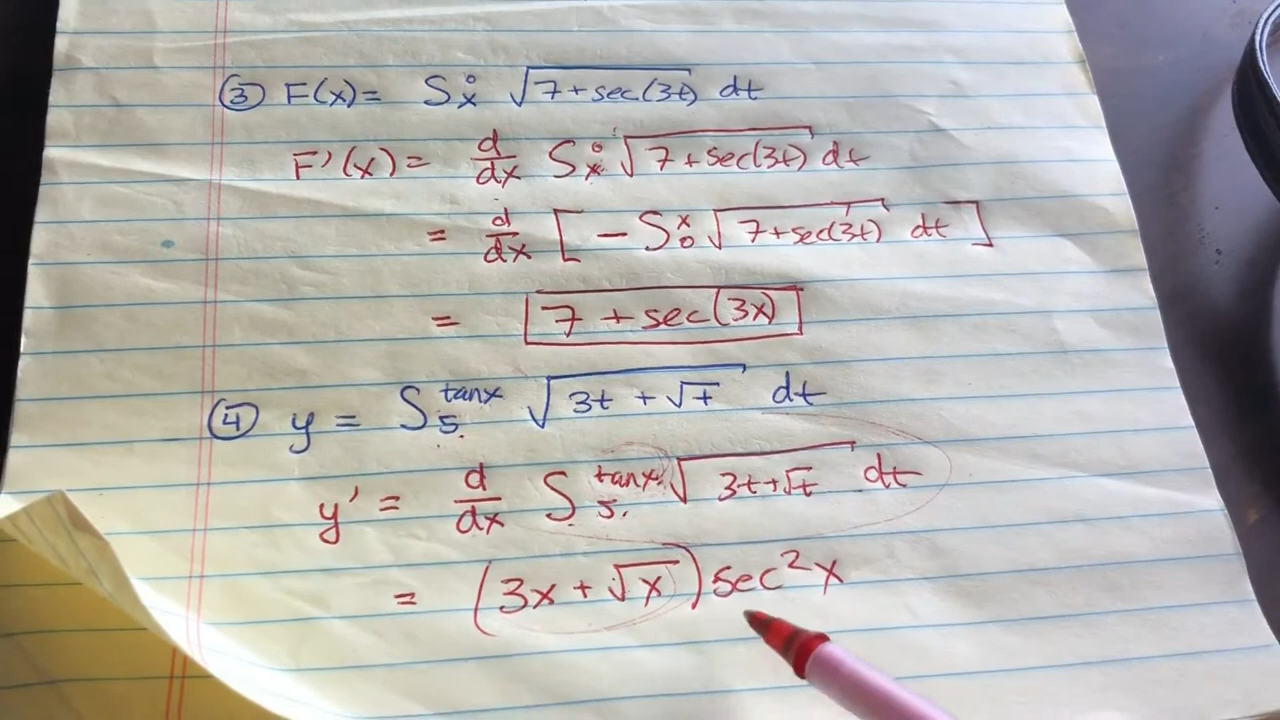 ③ F(x) = ∫ₓ⁰ √(7+sec(3t)) dt
F'(x) = d/dx ∫ₓ⁰ √(7+sec(3t)) dt
= d/dx [ - ∫₀ˣ √(7+sec(3t)) dt ]
= 7 + sec(3x)
④ y = ∫₅^tanx √(3t + √t) dt
y' = d/dx ∫₅^tanx √(3t+√t) dt
= (3x + √x) sec²x